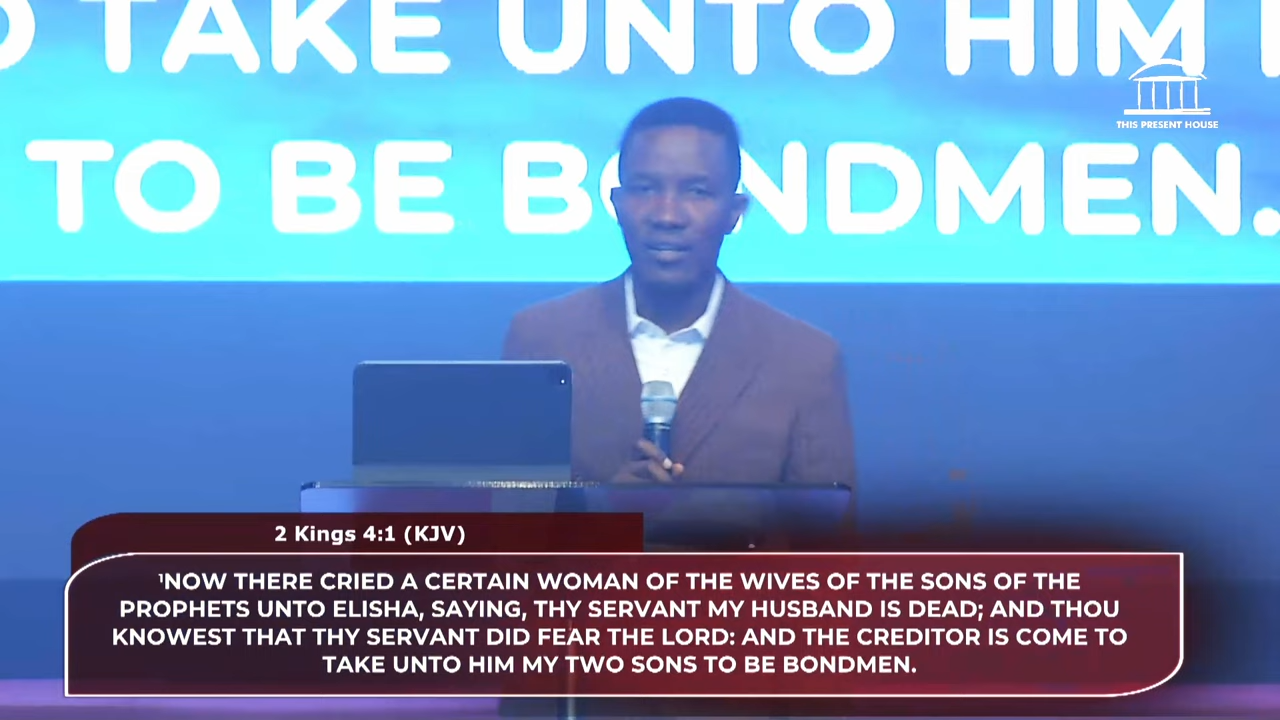 TAKE UNTO HIM
TO BE BONDMEN.
THIS PRESENT HOUSE
2 Kings 4:1 (KJV)
¹NOW THERE CRIED A CERTAIN WOMAN OF THE WIVES OF THE SONS OF THE
PROPHETS UNTO ELISHA, SAYING, THY SERVANT MY HUSBAND IS DEAD; AND THOU
KNOWEST THAT THY SERVANT DID FEAR THE LORD: AND THE CREDITOR IS COME TO
TAKE UNTO HIM MY TWO SONS TO BE BONDMEN.